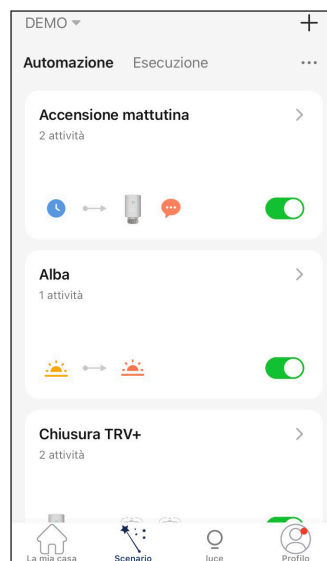 DEMO
Automazione Esecuzione
Accensione mattutina
2 attività
Alba
1 attività
Chiusura TRV+
2 attività
La mia casa Scenario luce Profilo